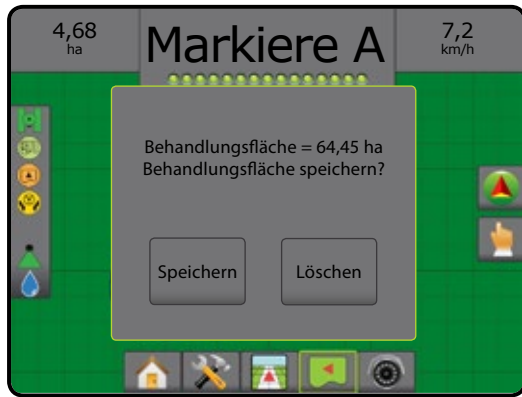 4,68
ha
Markiere A
7,2
km/h
Behandlungsfläche = 64,45 ha
Behandlungsfläche speichern?
Speichern
Löschen